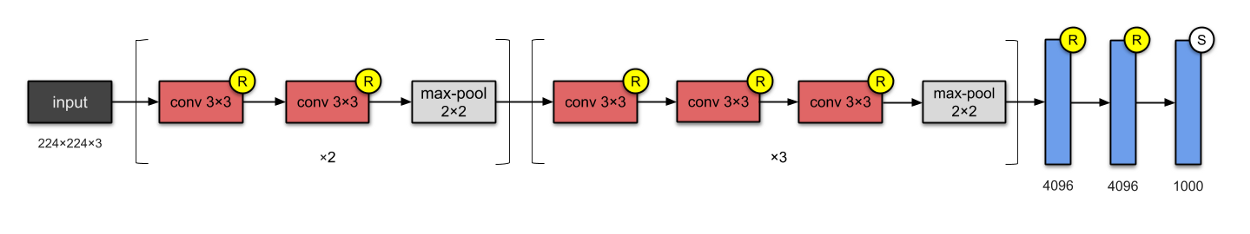 input
224×224×3
conv 3×3
R
conv 3×3
R
max-pool
2×2
×2
conv 3×3
R
conv 3×3
R
conv 3×3
R
max-pool
2×2
×3
R
4096
R
4096
S
1000